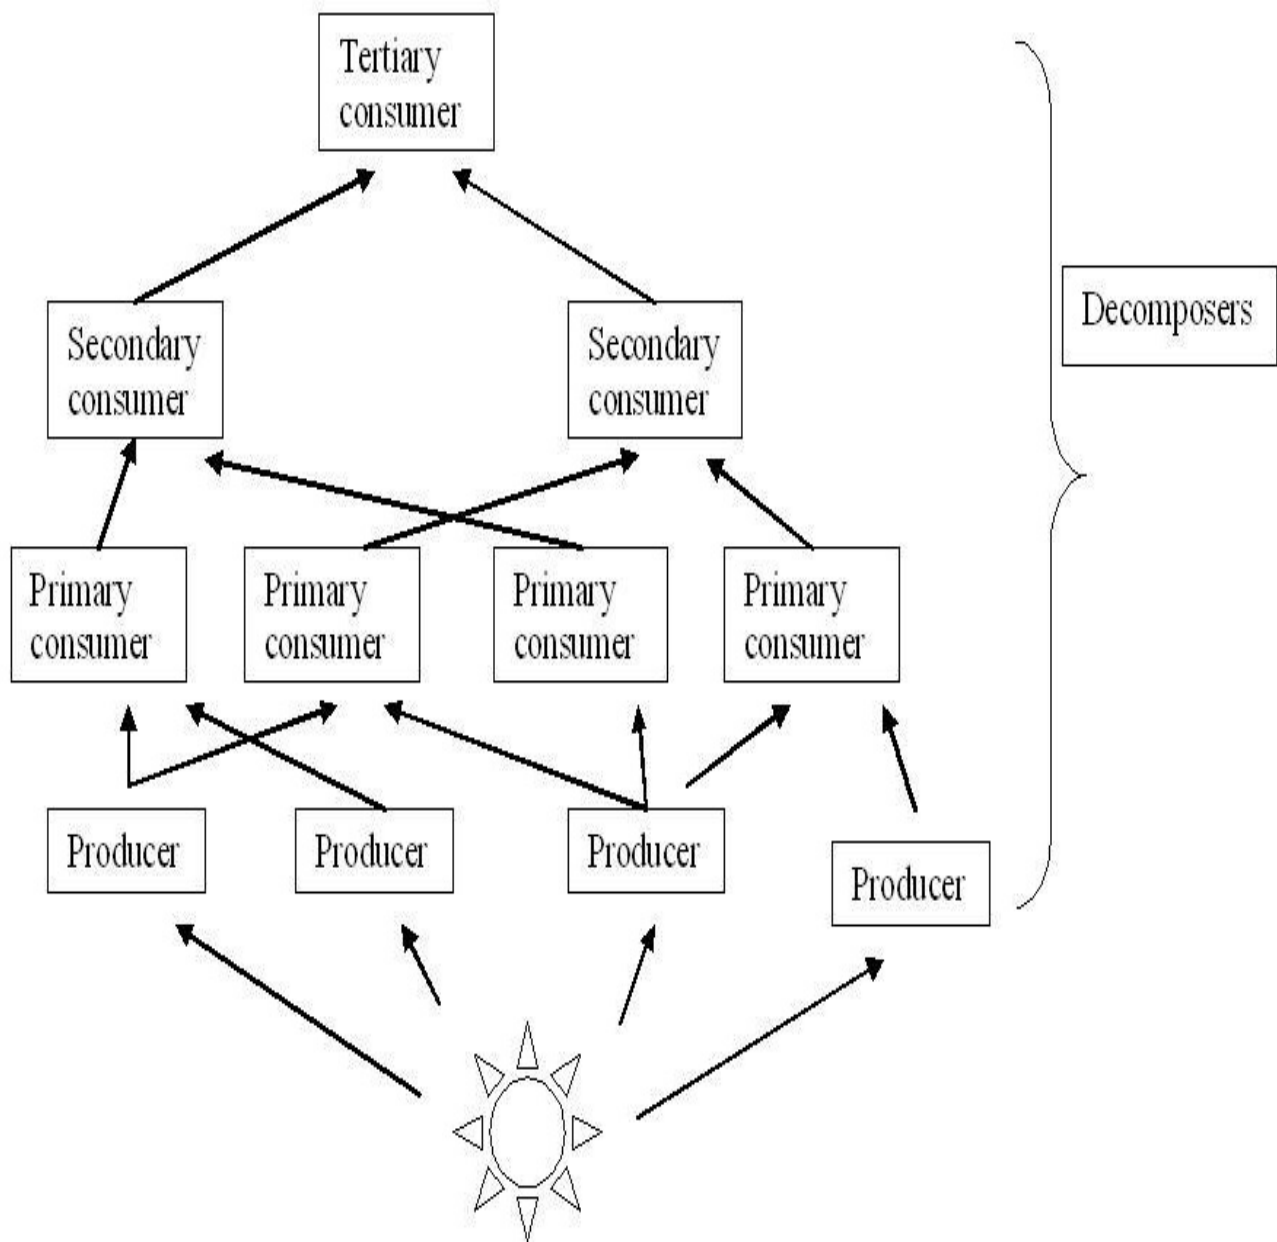 Tertiary
consumer
Decomposers
Secondary
consumer
Secondary
consumer
Primary
consumer
Primary
consumer
Primary
consumer
Primary
consumer
Producer
Producer
Producer
Producer